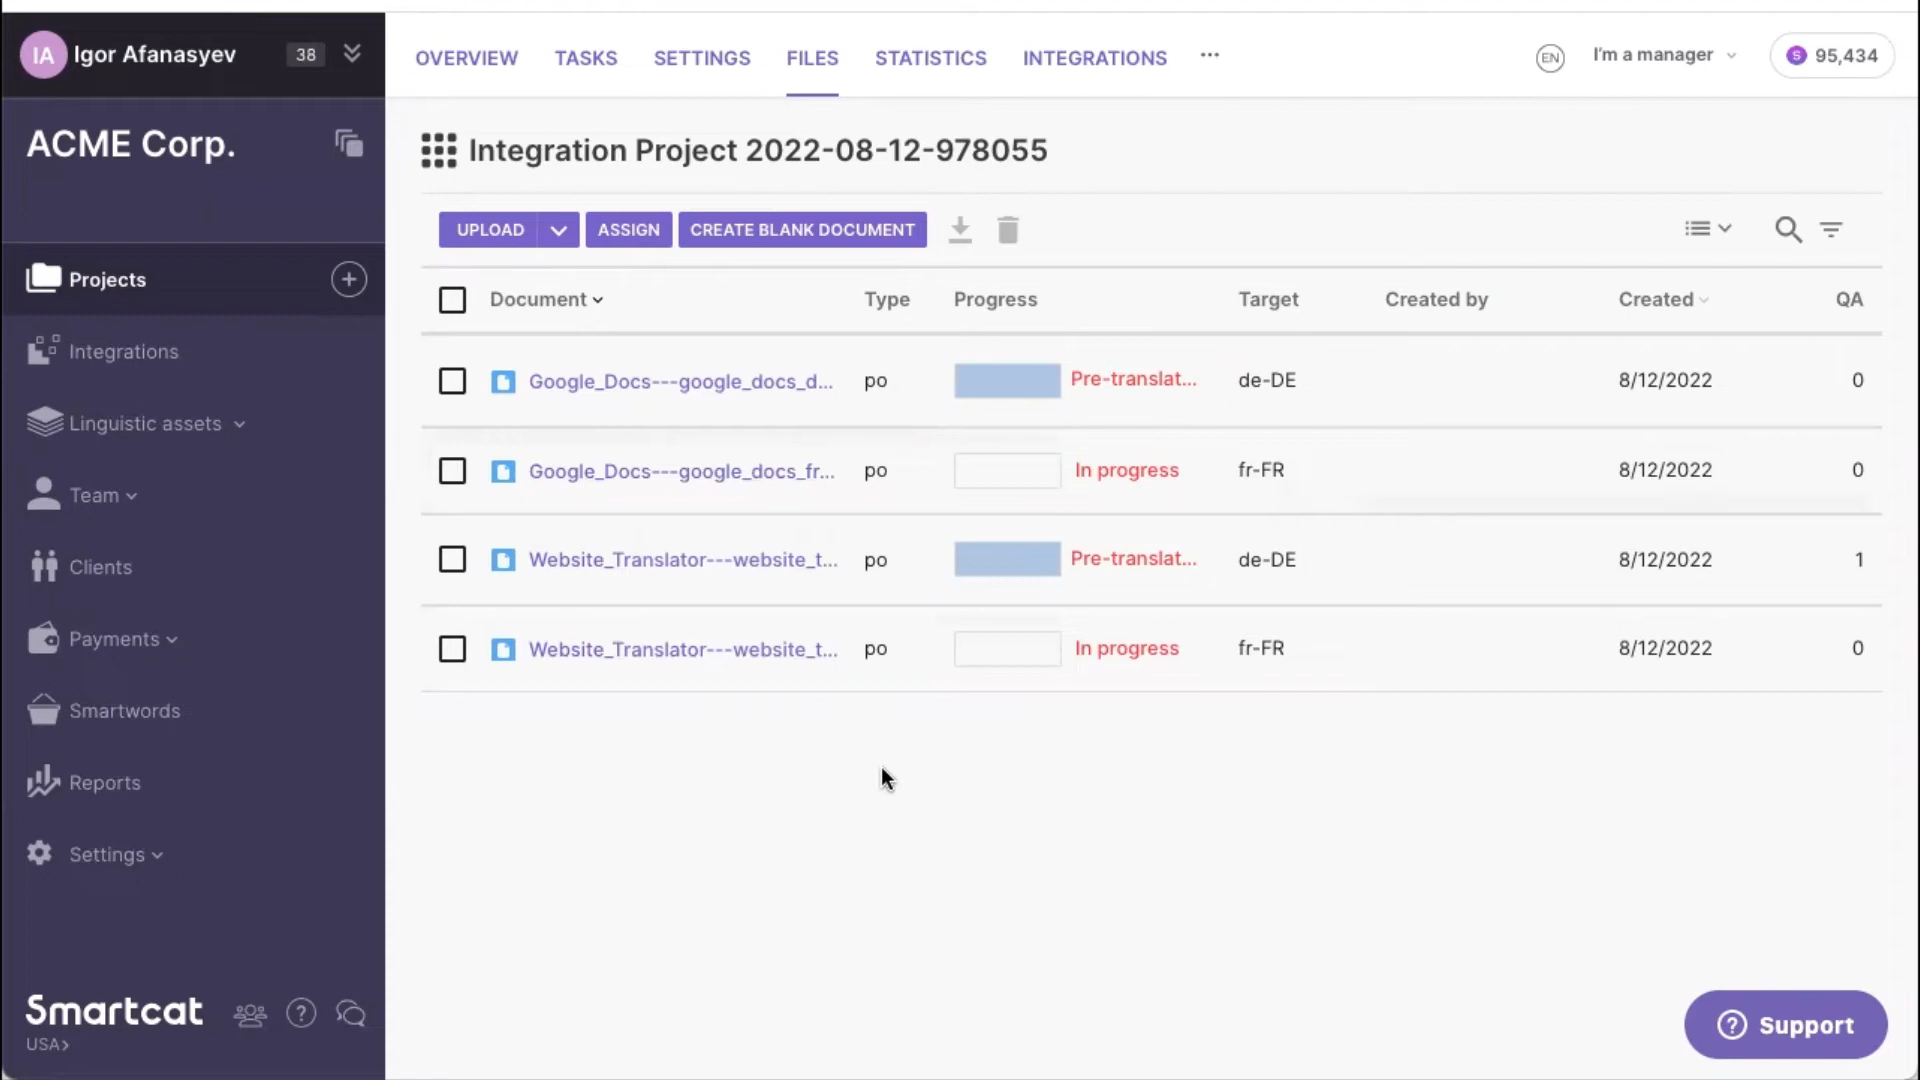 IA Igor Afanasyev 38
OVERVIEW TASKS SETTINGS FILES STATISTICS INTEGRATIONS ...
EN I'm a manager S 95,434
ACME Corp.
Projects
Integrations
Linguistic assets
Team
Clients
Payments
Smartwords
Reports
Settings
Smartcat
USA>
Integration Project 2022-08-12-978055
UPLOAD ASSIGN CREATE BLANK DOCUMENT
Document Type Progress Target Created by Created QA
Google_Docs---google_docs_d... po Pre-translat... de-DE 8/12/2022 0
Google_Docs---google_docs_fr... po In progress fr-FR 8/12/2022 0
Website_Translator---website_t... po Pre-translat... de-DE 8/12/2022 1
Website_Translator---website_t... po In progress fr-FR 8/12/2022 0
? Support